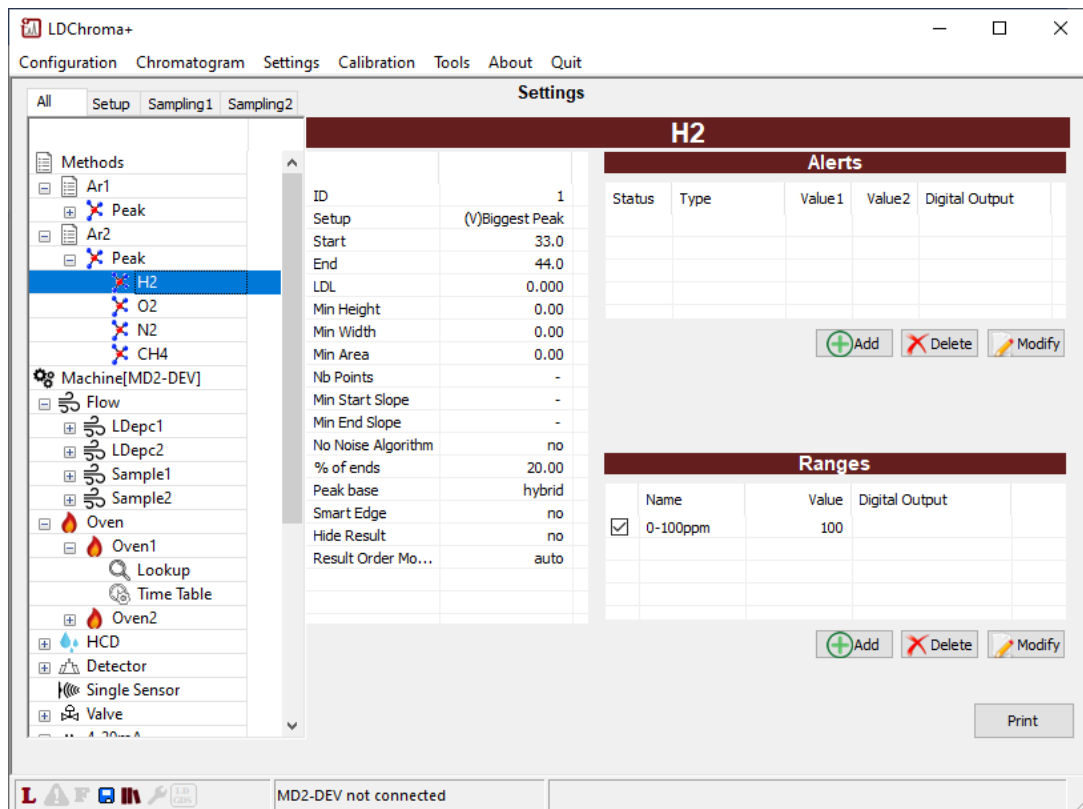 LDChroma+
Configuration Chromatogram Settings Calibration Tools About Quit
Settings
All Setup Sampling1 Sampling2
Methods
Ar1
Peak
Ar2
Peak
H2
O2
N2
CH4
Machine[MD2-DEV]
Flow
LDepc1
LDepc2
Sample1
Sample2
Oven
Oven1
Lookup
Time Table
Oven2
HCD
Detector
Single Sensor
Valve
H2
ID 1
Setup (V)Biggest Peak
Start 33.0
End 44.0
LDL 0.000
Min Height 0.00
Min Width 0.00
Min Area 0.00
Nb Points -
Min Start Slope -
Min End Slope -
No Noise Algorithm no
% of ends 20.00
Peak base hybrid
Smart Edge no
Hide Result no
Result Order Mo... auto
Alerts
Status Type Value1 Value2 Digital Output
Add Delete Modify
Ranges
Name Value Digital Output
0-100ppm 100
Add Delete Modify
Print
L F LD GDS
MD2-DEV not connected